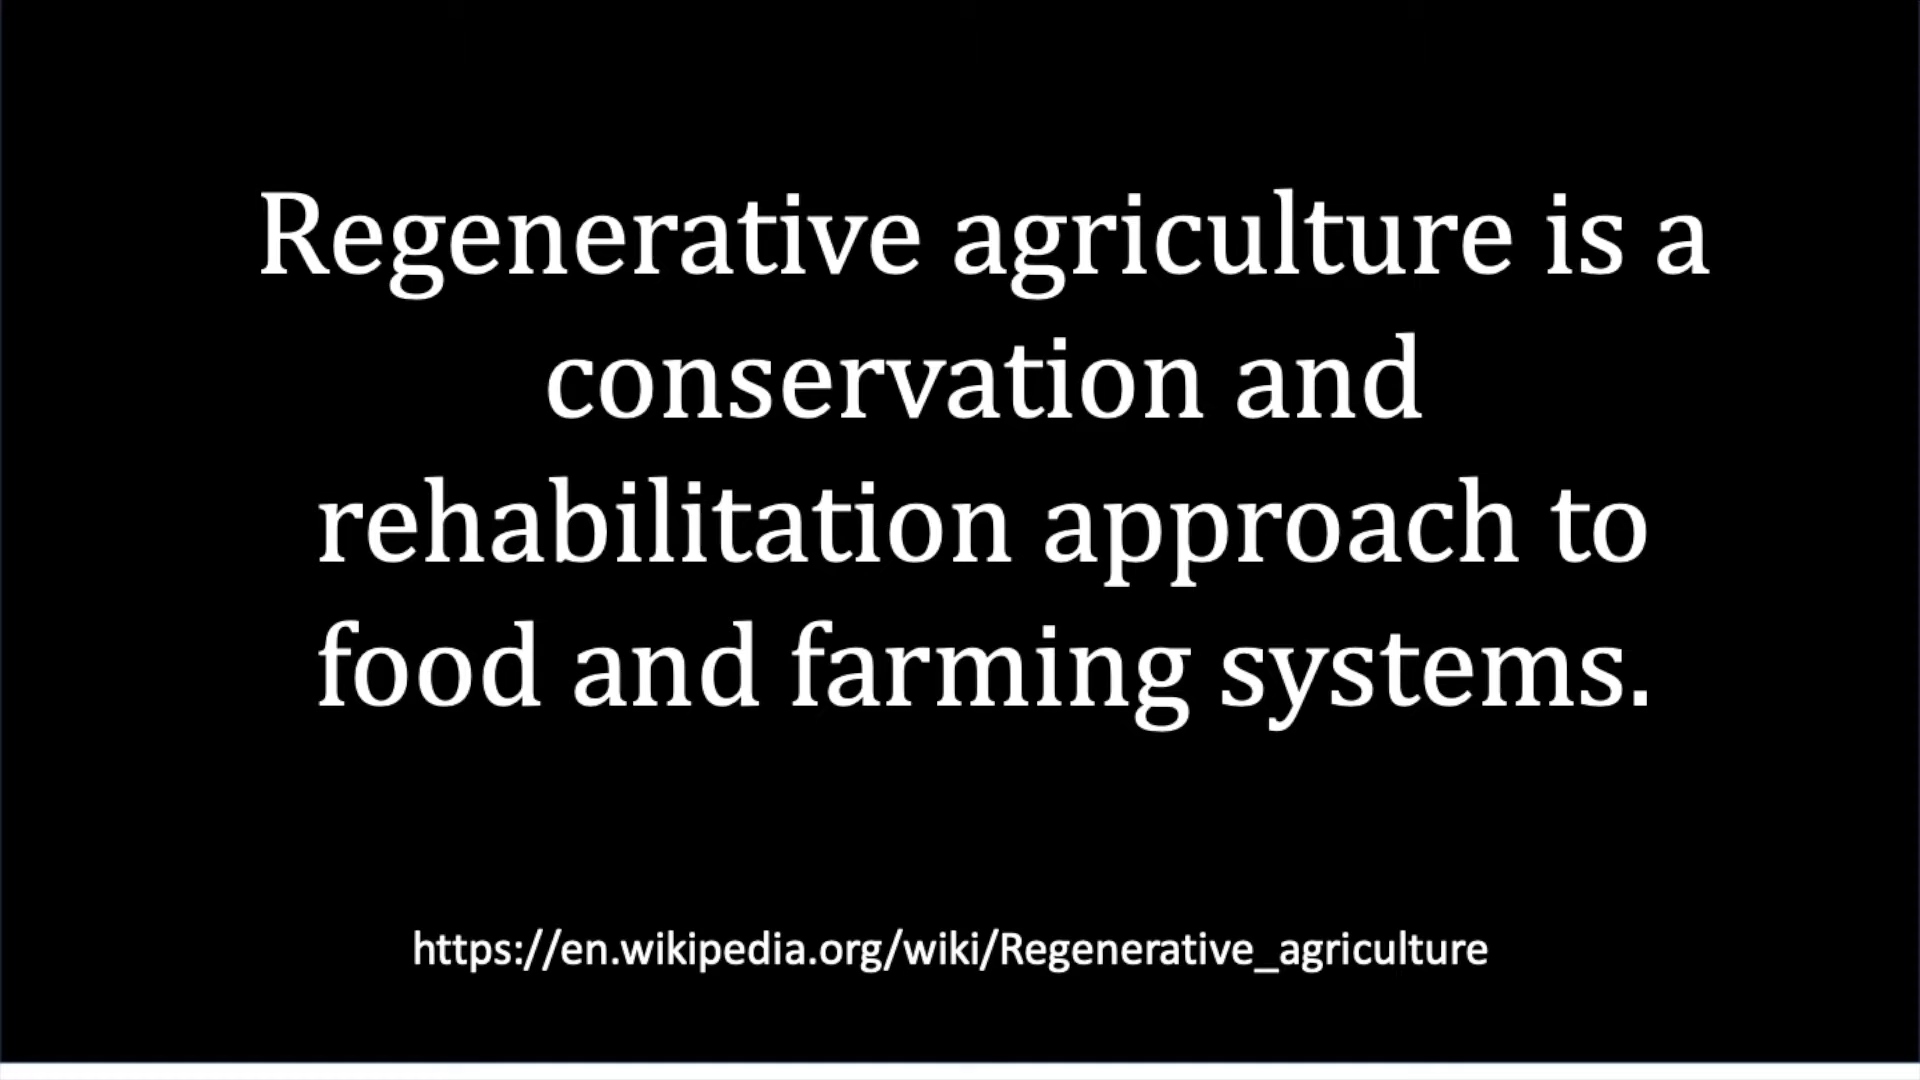 Regenerative agriculture is a
conservation and
rehabilitation approach to
food and farming systems.
https://en.wikipedia.org/wiki/Regenerative_agriculture